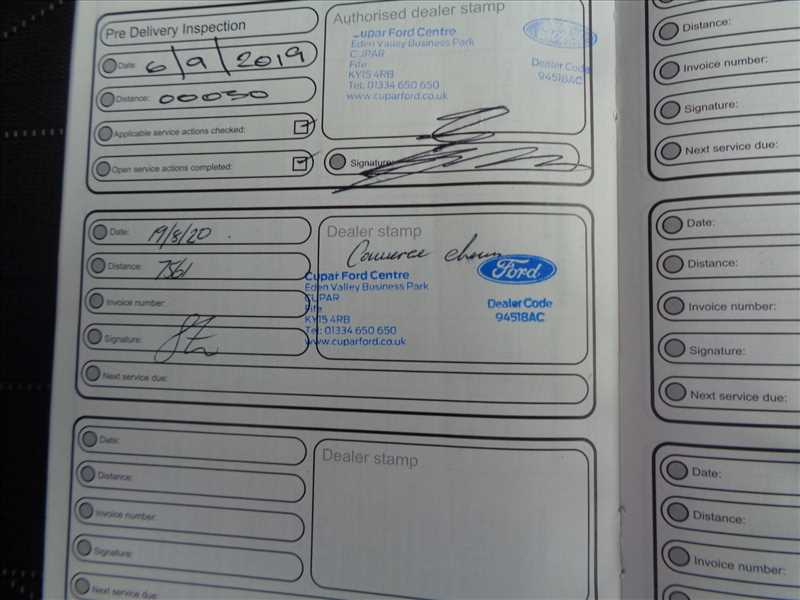 Pre Delivery Inspection
Date: 6/9/2019
Distance: 00050
Applicable service actions checked:
Open service actions completed:
Authorised dealer stamp
Cupar Ford Centre
Eden Valley Business Park
CUPAR
Fife
KY15 4RB
Tel: 01334 650 650
www.cuparford.co.uk
Ford
Dealer Code
94518AC
Signature:
Date: 19/8/20
Distance: 7561
Invoice number:
Signature:
Next service due:
Dealer stamp
Cupar Ford Centre
Eden Valley Business Park
CUPAR
Fife
KY15 4RB
Tel: 01334 650 650
www.cuparford.co.uk
Ford
Dealer Code
94518AC
Date:
Distance:
Invoice number:
Signature:
Next service due:
Dealer stamp
Distance:
Invoice number:
Signature:
Next service due:
Date:
Distance:
Invoice number:
Signature:
Next service due:
Date:
Distance:
Invoice number: